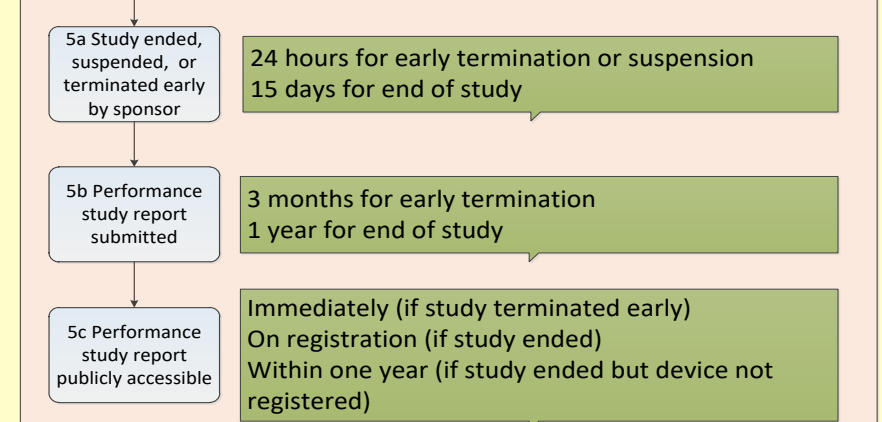 5a Study ended,
suspended, or
terminated early
by sponsor
24 hours for early termination or suspension
15 days for end of study
5b Performance
study report
submitted
3 months for early termination
1 year for end of study
5c Performance
study report
publicly accessible
Immediately (if study terminated early)
On registration (if study ended)
Within one year (if study ended but device not
registered)